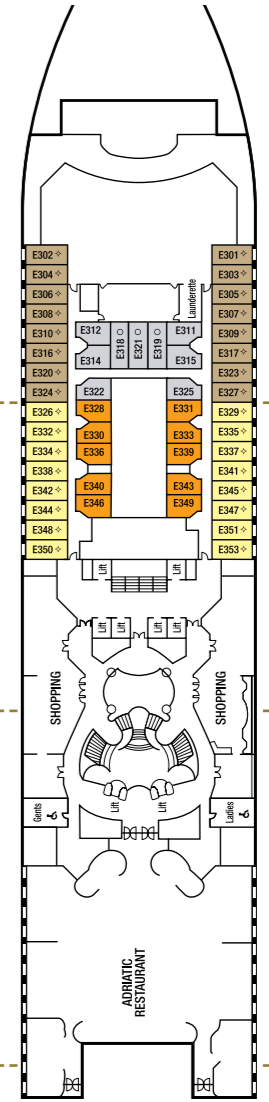 E302 E301
E304 E303
E306 E305
Launderette
E308 E307
E312 E318 E321 E319 E311
E310 E309
E314 E315
E316 E317
E320 E323
E324 E322 E325 E327
E326 E328 E331 E329
E332 E330 E333 E335
E334 E336 E339 E337
E338 E341
E342 E340 E343 E345
E344 E346 E349 E347
E348 E351
E350 E353
Lift Lift
Lift Lift Lift Lift
SHOPPING SHOPPING
Lift Lift
Gents Ladies
ADRIATIC
RESTAURANT